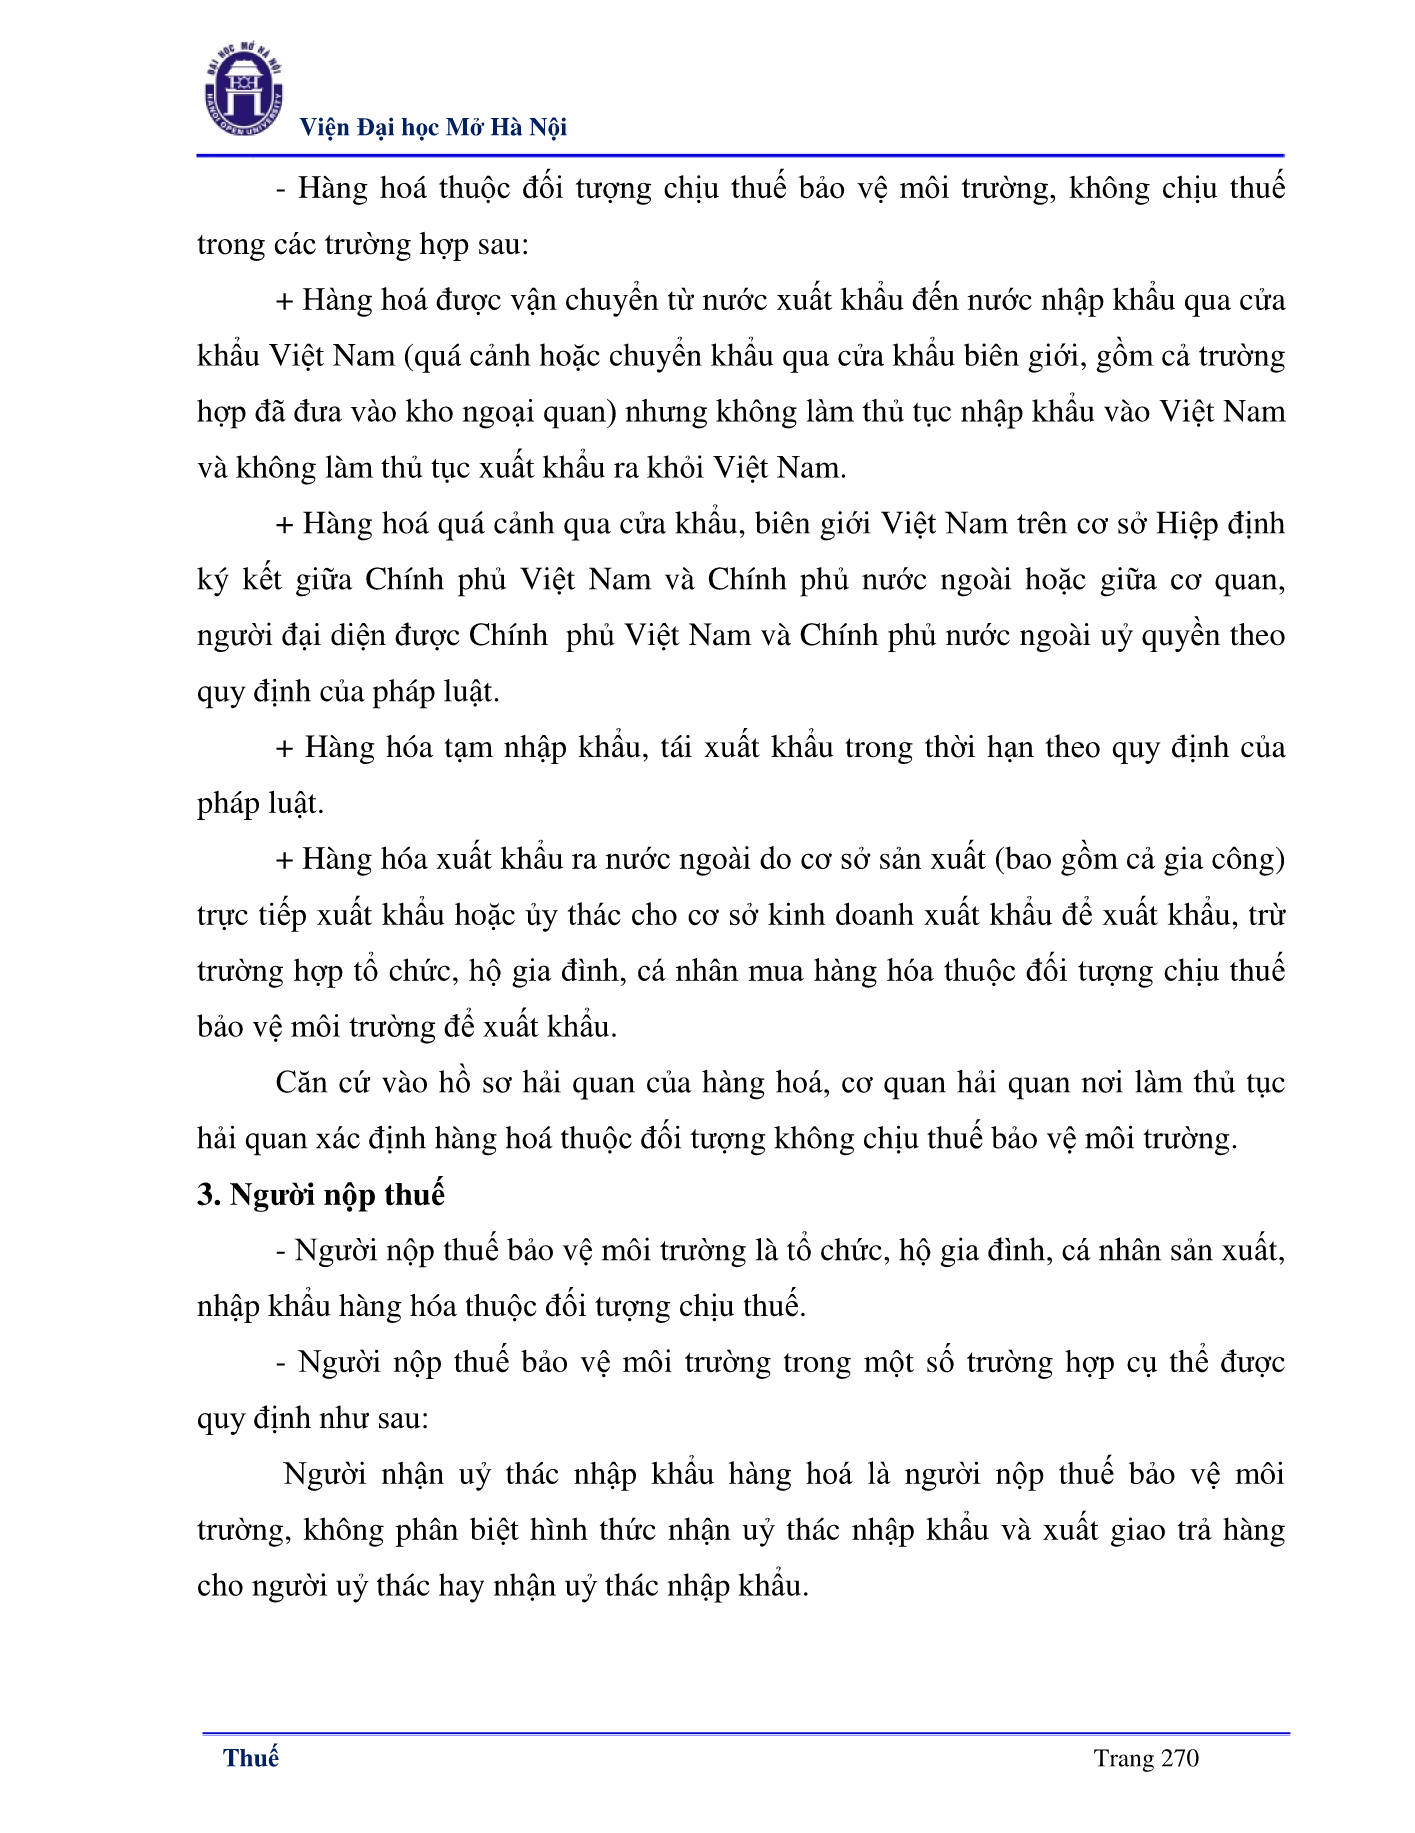 ĐẠI HỌC MỞ HÀ NỘI
HANOI OPEN UNIVERSITY
Viện Đại học Mở Hà Nội
- Hàng hoá thuộc đối tượng chịu thuế bảo vệ môi trường, không chịu thuế
trong các trường hợp sau:
+ Hàng hoá được vận chuyển từ nước xuất khẩu đến nước nhập khẩu qua cửa
khẩu Việt Nam (quá cảnh hoặc chuyển khẩu qua cửa khẩu biên giới, gồm cả trường
hợp đã đưa vào kho ngoại quan) nhưng không làm thủ tục nhập khẩu vào Việt Nam
và không làm thủ tục xuất khẩu ra khỏi Việt Nam.
+ Hàng hoá quá cảnh qua cửa khẩu, biên giới Việt Nam trên cơ sở Hiệp định
ký kết giữa Chính phủ Việt Nam và Chính phủ nước ngoài hoặc giữa cơ quan,
người đại diện được Chính  phủ Việt Nam và Chính phủ nước ngoài uỷ quyền theo
quy định của pháp luật.
+ Hàng hóa tạm nhập khẩu, tái xuất khẩu trong thời hạn theo quy định của
pháp luật.
+ Hàng hóa xuất khẩu ra nước ngoài do cơ sở sản xuất (bao gồm cả gia công)
trực tiếp xuất khẩu hoặc ủy thác cho cơ sở kinh doanh xuất khẩu để xuất khẩu, trừ
trường hợp tổ chức, hộ gia đình, cá nhân mua hàng hóa thuộc đối tượng chịu thuế
bảo vệ môi trường để xuất khẩu.
Căn cứ vào hồ sơ hải quan của hàng hoá, cơ quan hải quan nơi làm thủ tục
hải quan xác định hàng hoá thuộc đối tượng không chịu thuế bảo vệ môi trường.
3. Người nộp thuế
- Người nộp thuế bảo vệ môi trường là tổ chức, hộ gia đình, cá nhân sản xuất,
nhập khẩu hàng hóa thuộc đối tượng chịu thuế.
- Người nộp thuế bảo vệ môi trường trong một số trường hợp cụ thể được
quy định như sau:
Người nhận uỷ thác nhập khẩu hàng hoá là người nộp thuế bảo vệ môi
trường, không phân biệt hình thức nhận uỷ thác nhập khẩu và xuất giao trả hàng
cho người uỷ thác hay nhận uỷ thác nhập khẩu.
Thuế
Trang 270